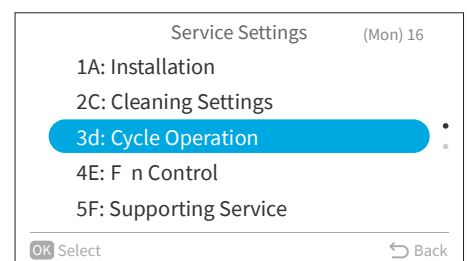 Service Settings (Mon) 16
1A: Installation
2C: Cleaning Settings
3d: Cycle Operation
4E: F n Control
5F: Supporting Service
OK Select Back